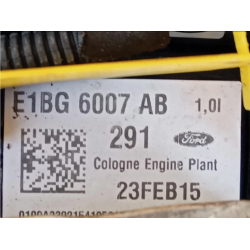 E1BG 6007 AB 1,0l
291 Ford
Cologne Engine Plant
23FEB15